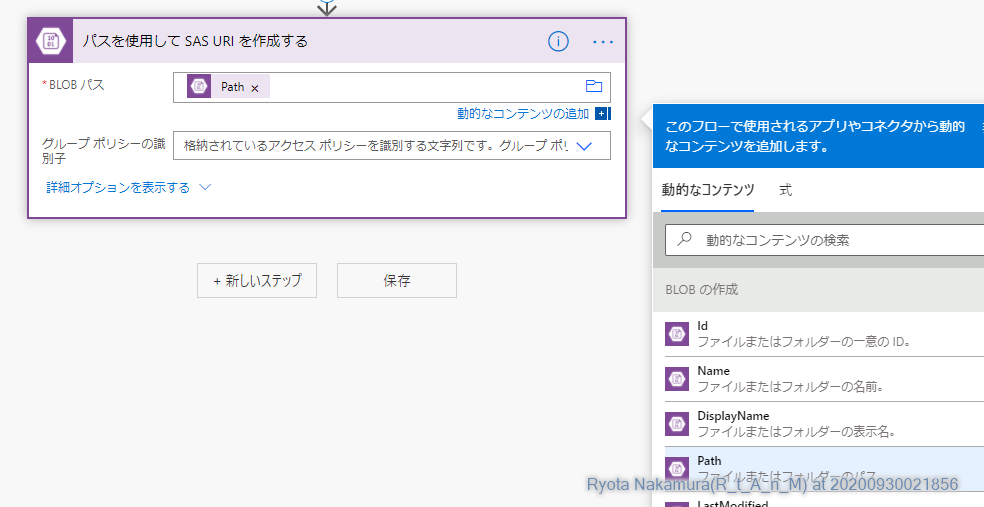 パスを使用して SAS URI を作成する
*BLOB パス
Path ×
動的なコンテンツの追加
グループ ポリシーの識
別子
格納されているアクセス ポリシーを識別する文字列です。グループ ポリ
詳細オプションを表示する
+ 新しいステップ
保存
このフローで使用されるアプリやコネクタから動的
なコンテンツを追加します。
動的なコンテンツ
式
動的なコンテンツの検索
BLOB の作成
Id
ファイルまたはフォルダーの一意の ID。
Name
ファイルまたはフォルダーの名前。
DisplayName
ファイルまたはフォルダーの表示名。
Path
ファイルまたはフォルダーのパス
Ryota Nakamura(R_t_A_n_M) at 20200930021856
LastModified